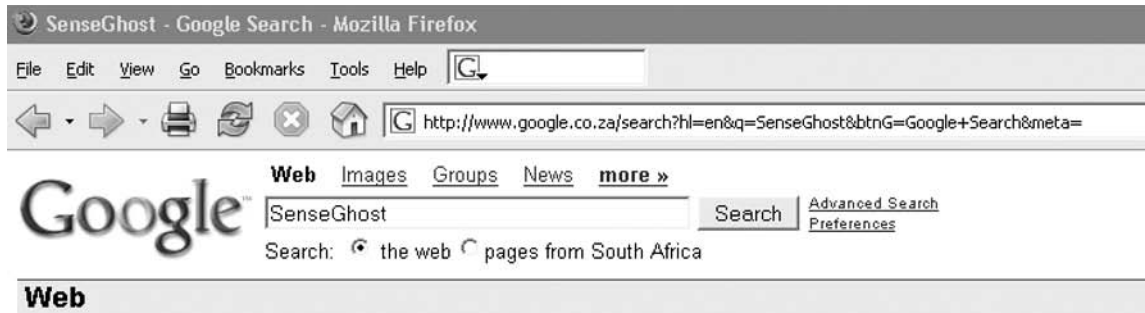 SenseGhost - Google Search - Mozilla Firefox
File Edit View Go Bookmarks Tools Help G
G http://www.google.co.za/search?hl=en&q=SenseGhost&btnG=Google+Search&meta=
Web Images Groups News more »
Google™ SenseGhost Search Advanced Search
Preferences
Search: the web pages from South Africa
Web